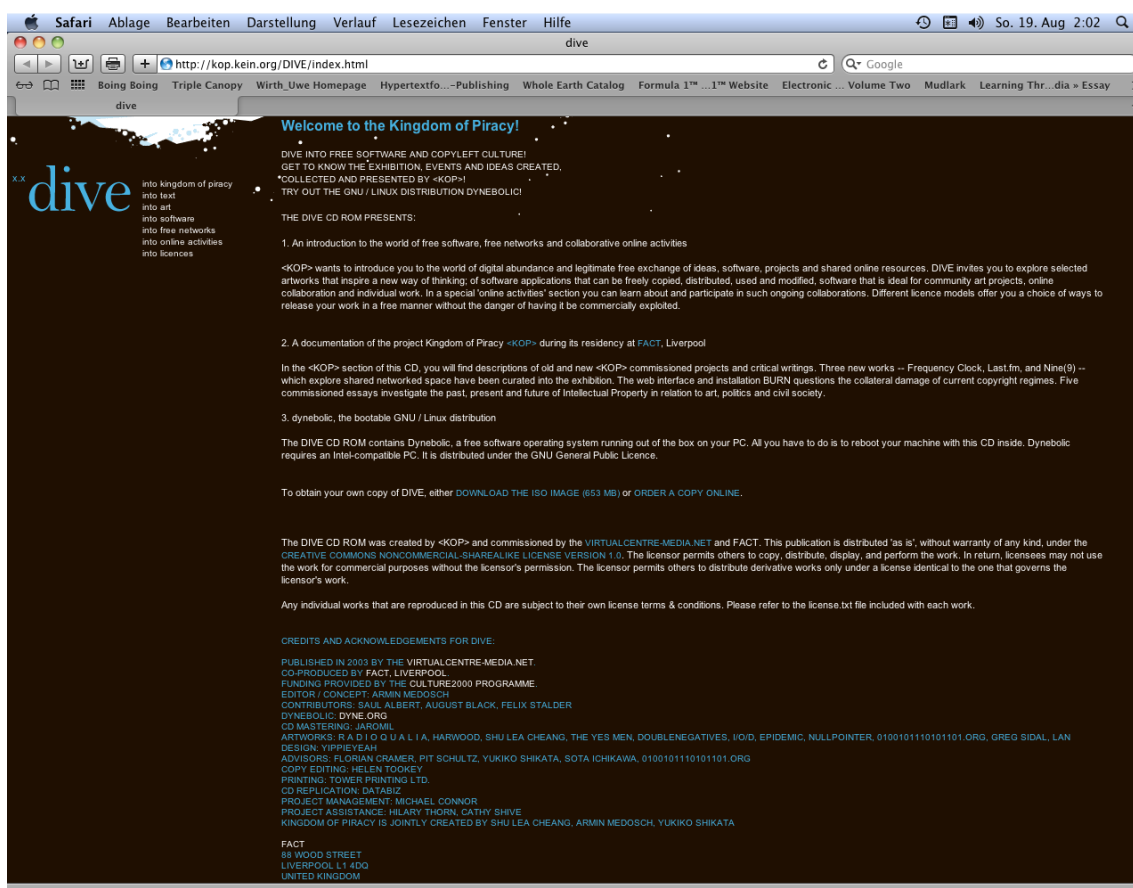 Safari Ablage Bearbeiten Darstellung Verlauf Lesezeichen Fenster Hilfe So. 19. Aug 2:02
dive
http://kop.kein.org/DIVE/index.html Google
Boing Boing Triple Canopy Wirth_Uwe Homepage Hypertextfo...-Publishing Whole Earth Catalog Formula 1™ ...1™ Website Electronic ... Volume Two Mudlark Learning Thr...dia » Essay
dive
x.x dive
into kingdom of piracy
into text
into art
into software
into free networks
into online activities
into licences
Welcome to the Kingdom of Piracy!
DIVE INTO FREE SOFTWARE AND COPYLEFT CULTURE!
GET TO KNOW THE EXHIBITION, EVENTS AND IDEAS CREATED,
COLLECTED AND PRESENTED BY <KOP>!
TRY OUT THE GNU / LINUX DISTRIBUTION DYNEBOLIC!
THE DIVE CD ROM PRESENTS:
1. An introduction to the world of free software, free networks and collaborative online activities
<KOP> wants to introduce you to the world of digital abundance and legitimate free exchange of ideas, software, projects and shared online resources. DIVE invites you to explore selected
artworks that inspire a new way of thinking; of software applications that can be freely copied, distributed, used and modified, software that is ideal for community art projects, online
collaboration and individual work. In a special 'online activities' section you can learn about and participate in such ongoing collaborations. Different licence models offer you a choice of ways to
release your work in a free manner without the danger of having it be commercially exploited.
2. A documentation of the project Kingdom of Piracy <KOP> during its residency at FACT, Liverpool
In the <KOP> section of this CD, you will find descriptions of old and new <KOP> commissioned projects and critical writings. Three new works -- Frequency Clock, Last.fm, and Nine(9) --
which explore shared networked space have been curated into the exhibition. The web interface and installation BURN questions the collateral damage of current copyright regimes. Five
commissioned essays investigate the past, present and future of Intellectual Property in relation to art, politics and civil society.
3. dynebolic, the bootable GNU / Linux distribution
The DIVE CD ROM contains Dynebolic, a free software operating system running out of the box on your PC. All you have to do is to reboot your machine with this CD inside. Dynebolic
requires an Intel-compatible PC. It is distributed under the GNU General Public Licence.
To obtain your own copy of DIVE, either DOWNLOAD THE ISO IMAGE (653 MB) or ORDER A COPY ONLINE.
The DIVE CD ROM was created by <KOP> and commissioned by the VIRTUALCENTRE-MEDIA.NET and FACT. This publication is distributed 'as is', without warranty of any kind, under the
CREATIVE COMMONS NONCOMMERCIAL-SHAREALIKE LICENSE VERSION 1.0. The licensor permits others to copy, distribute, display, and perform the work. In return, licensees may not use
the work for commercial purposes without the licensor's permission. The licensor permits others to distribute derivative works only under a license identical to the one that governs the
licensor's work.
Any individual works that are reproduced in this CD are subject to their own license terms & conditions. Please refer to the license.txt file included with each work.
CREDITS AND ACKNOWLEDGEMENTS FOR DIVE:
PUBLISHED IN 2003 BY THE VIRTUALCENTRE-MEDIA.NET.
CO-PRODUCED BY FACT, LIVERPOOL.
FUNDING PROVIDED BY THE CULTURE2000 PROGRAMME.
EDITOR / CONCEPT: ARMIN MEDOSCH
CONTRIBUTORS: SAUL ALBERT, AUGUST BLACK, FELIX STALDER
DYNEBOLIC: DYNE.ORG
CD MASTERING: JAROMIL
ARTWORKS: R A D I O Q U A L I A, HARWOOD, SHU LEA CHEANG, THE YES MEN, DOUBLENEGATIVES, I/O/D, EPIDEMIC, NULLPOINTER, 0100101110101101.ORG, GREG SIDAL, LAN
DESIGN: YIPPIEYEAH
ADVISORS: FLORIAN CRAMER, PIT SCHULTZ, YUKIKO SHIKATA, SOTA ICHIKAWA, 0100101110101101.ORG
COPY EDITING: HELEN TOOKEY
PRINTING: TOWER PRINTING LTD.
CD REPLICATION: DATABIZ
PROJECT MANAGEMENT: MICHAEL CONNOR
PROJECT ASSISTANCE: HILARY THORN, CATHY SHIVE
KINGDOM OF PIRACY IS JOINTLY CREATED BY SHU LEA CHEANG, ARMIN MEDOSCH, YUKIKO SHIKATA
FACT
88 WOOD STREET
LIVERPOOL L1 4DQ
UNITED KINGDOM